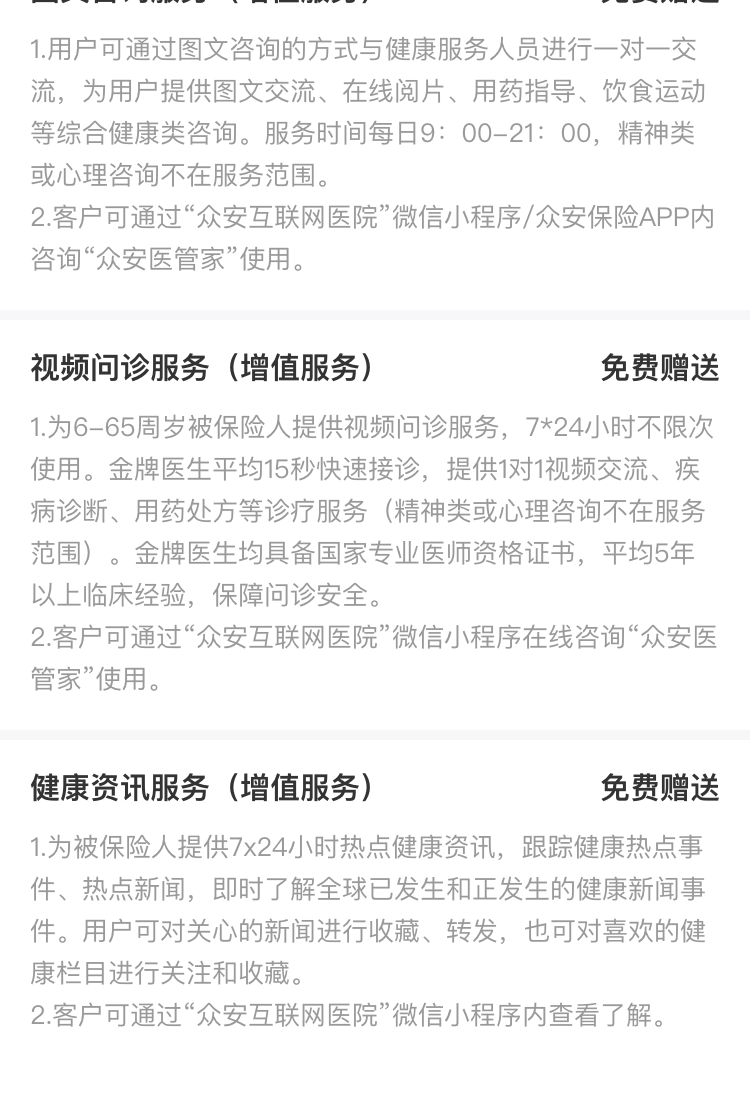 1.用户可通过图文咨询的方式与健康服务人员进行一对一交
流，为用户提供图文交流、在线阅片、用药指导、饮食运动
等综合健康类咨询。服务时间每日9：00-21：00，精神类
或心理咨询不在服务范围。
2.客户可通过“众安互联网医院”微信小程序/众安保险APP内
咨询“众安医管家”使用。
视频问诊服务（增值服务） 免费赠送
1.为6-65周岁被保险人提供视频问诊服务，7*24小时不限次
使用。金牌医生平均15秒快速接诊，提供1对1视频交流、疾
病诊断、用药处方等诊疗服务（精神类或心理咨询不在服务
范围）。金牌医生均具备国家专业医师资格证书，平均5年
以上临床经验，保障问诊安全。
2.客户可通过“众安互联网医院”微信小程序在线咨询“众安医
管家”使用。
健康资讯服务（增值服务） 免费赠送
1.为被保险人提供7x24小时热点健康资讯，跟踪健康热点事
件、热点新闻，即时了解全球已发生和正发生的健康新闻事
件。用户可对关心的新闻进行收藏、转发，也可对喜欢的健
康栏目进行关注和收藏。
2.客户可通过“众安互联网医院”微信小程序内查看了解。